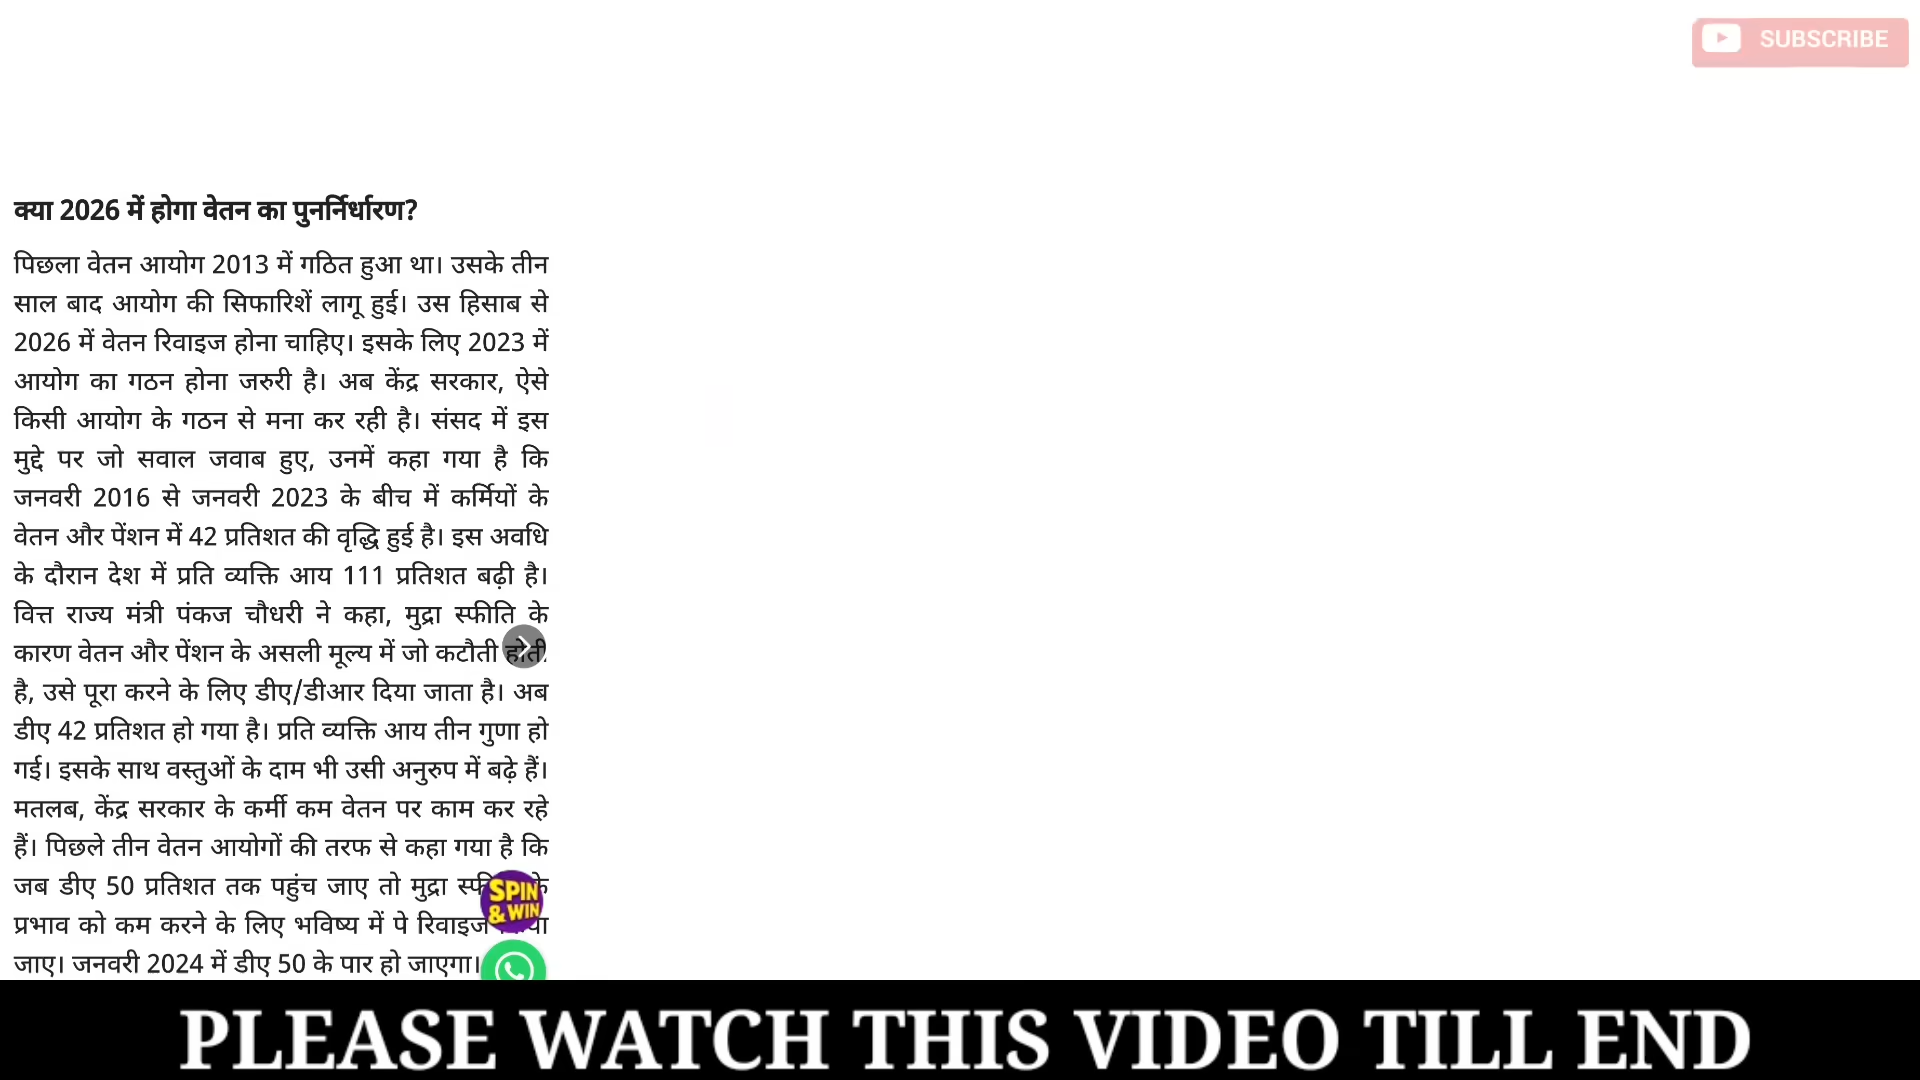 SUBSCRIBE
क्या 2026 में होगा वेतन का पुनर्निर्धारण?
पिछला वेतन आयोग 2013 में गठित हुआ था। उसके तीन
साल बाद आयोग की सिफारिशें लागू हुई। उस हिसाब से
2026 में वेतन रिवाइज होना चाहिए। इसके लिए 2023 में
आयोग का गठन होना जरुरी है। अब केंद्र सरकार, ऐसे
किसी आयोग के गठन से मना कर रही है। संसद में इस
मुद्दे पर जो सवाल जवाब हुए, उनमें कहा गया है कि
जनवरी 2016 से जनवरी 2023 के बीच में कर्मियों के
वेतन और पेंशन में 42 प्रतिशत की वृद्धि हुई है। इस अवधि
के दौरान देश में प्रति व्यक्ति आय 111 प्रतिशत बढ़ी है।
वित्त राज्य मंत्री पंकज चौधरी ने कहा, मुद्रा स्फीति के
कारण वेतन और पेंशन के असली मूल्य में जो कटौती होती
है, उसे पूरा करने के लिए डीए/डीआर दिया जाता है। अब
डीए 42 प्रतिशत हो गया है। प्रति व्यक्ति आय तीन गुणा हो
गई। इसके साथ वस्तुओं के दाम भी उसी अनुरुप में बढ़े हैं।
मतलब, केंद्र सरकार के कर्मी कम वेतन पर काम कर रहे
हैं। पिछले तीन वेतन आयोगों की तरफ से कहा गया है कि
जब डीए 50 प्रतिशत तक पहुंच जाए तो मुद्रा
SPIN
& WIN
प्रभाव को कम करने के लिए भविष्य में पे रिवाइज
जाए। जनवरी 2024 में डीए 50 के पार हो जाएगा।
PLEASE WATCH THIS VIDEO TILL END